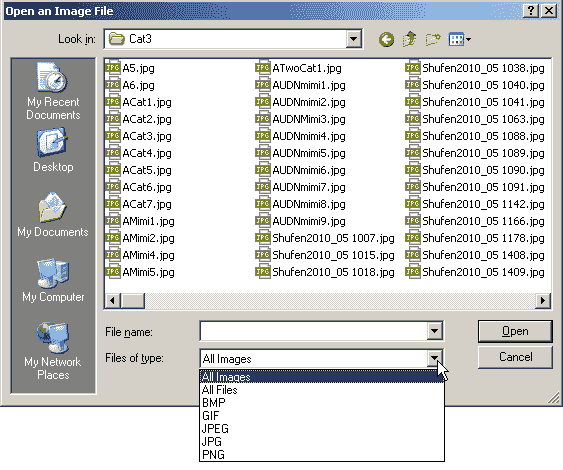 Open an Image File
Look in: Cat3
My Recent
Documents
Desktop
My Documents
My Computer
My Network
Places
A5.jpg
A6.jpg
ACat1.jpg
ACat2.jpg
ACat3.jpg
ACat4.jpg
ACat5.jpg
ACat6.jpg
ACat7.jpg
AMimi1.jpg
AMimi2.jpg
AMimi4.jpg
AMimi5.jpg
ATwoCat1.jpg
AUDNmimi1.jpg
AUDNmimi2.jpg
AUDNMimi3.jpg
AUDNmimi4.jpg
AUDNmimi5.jpg
AUDNmimi6.jpg
AUDNmimi7.jpg
AUDNmimi8.jpg
AUDNmimi9.jpg
Shufen2010_05 1007.jpg
Shufen2010_05 1015.jpg
Shufen2010_05 1018.jpg
Shufen2010_05 1038.jpg
Shufen2010_05 1040.jpg
Shufen2010_05 1041.jpg
Shufen2010_05 1063.jpg
Shufen2010_05 1088.jpg
Shufen2010_05 1089.jpg
Shufen2010_05 1090.jpg
Shufen2010_05 1091.jpg
Shufen2010_05 1142.jpg
Shufen2010_05 1166.jpg
Shufen2010_05 1178.jpg
Shufen2010_05 1408.jpg
Shufen2010_05 1409.jpg
File name:
Open
Files of type: All Images
Cancel
All Images
All Files
BMP
GIF
JPEG
JPG
PNG